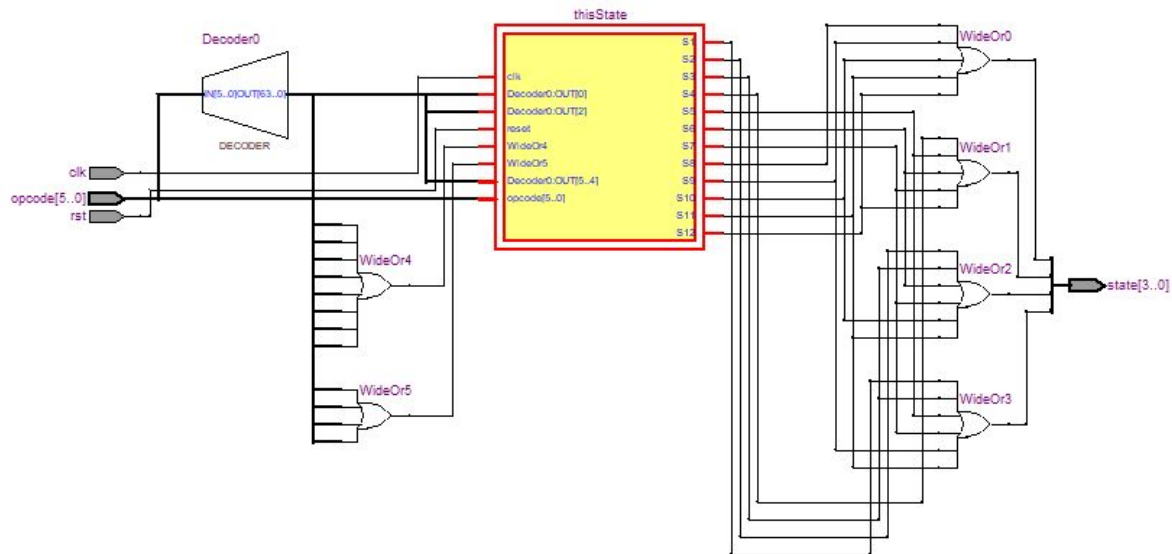 thisState
Decoder0
IN[5..0]OUT[63..0]
DECODER
clk
opcode[5..0]
rst
clk
Decoder0:OUT[0]
Decoder0:OUT[2]
reset
WideOr4
WideOr5
Decoder0:OUT[5..4]
opcode[5..0]
S1
S2
S3
S4
S5
S6
S7
S8
S9
S10
S11
S12
WideOr4
WideOr5
WideOr0
WideOr1
WideOr2
WideOr3
state[3..0]